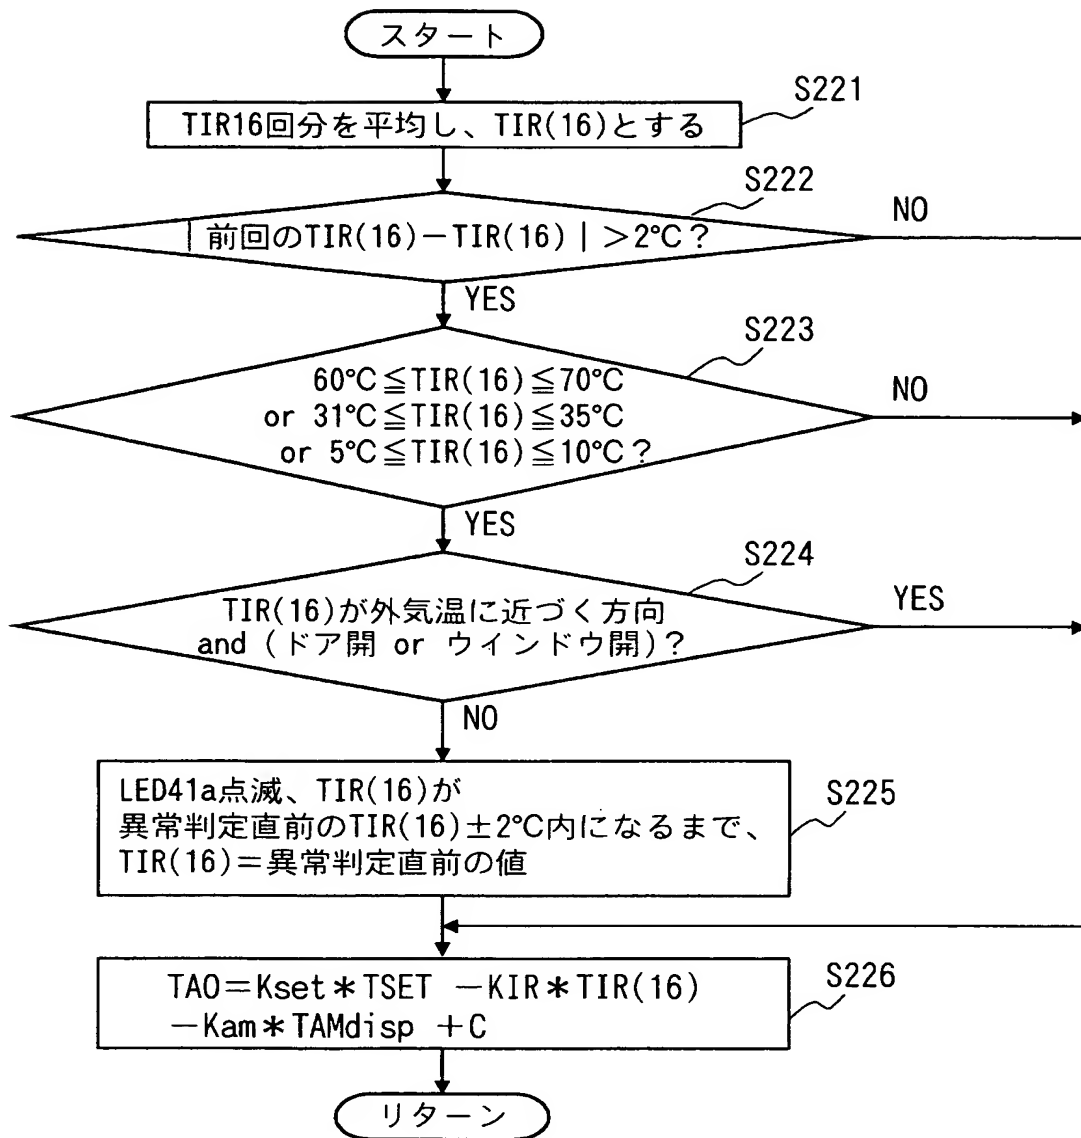 スタート
S221
TIR16回分を平均し、TIR(16)とする
S222
NO
|前回のTIR(16)－TIR(16)|>2℃?
YES
S223
60℃≦TIR(16)≦70℃
NO
or 31℃≦TIR(16)≦35℃
or 5℃≦TIR(16)≦10℃?
YES
S224
TIR(16)が外気温に近づく方向
YES
and (ドア開 or ウインドウ開)?
NO
LED41a点滅、TIR(16)が
S225
異常判定直前のTIR(16)±2℃内になるまで、
TIR(16)＝異常判定直前の値
TAO＝Kset＊TSET －KIR＊TIR(16)
S226
－Kam＊TAMdisp ＋C
リターン